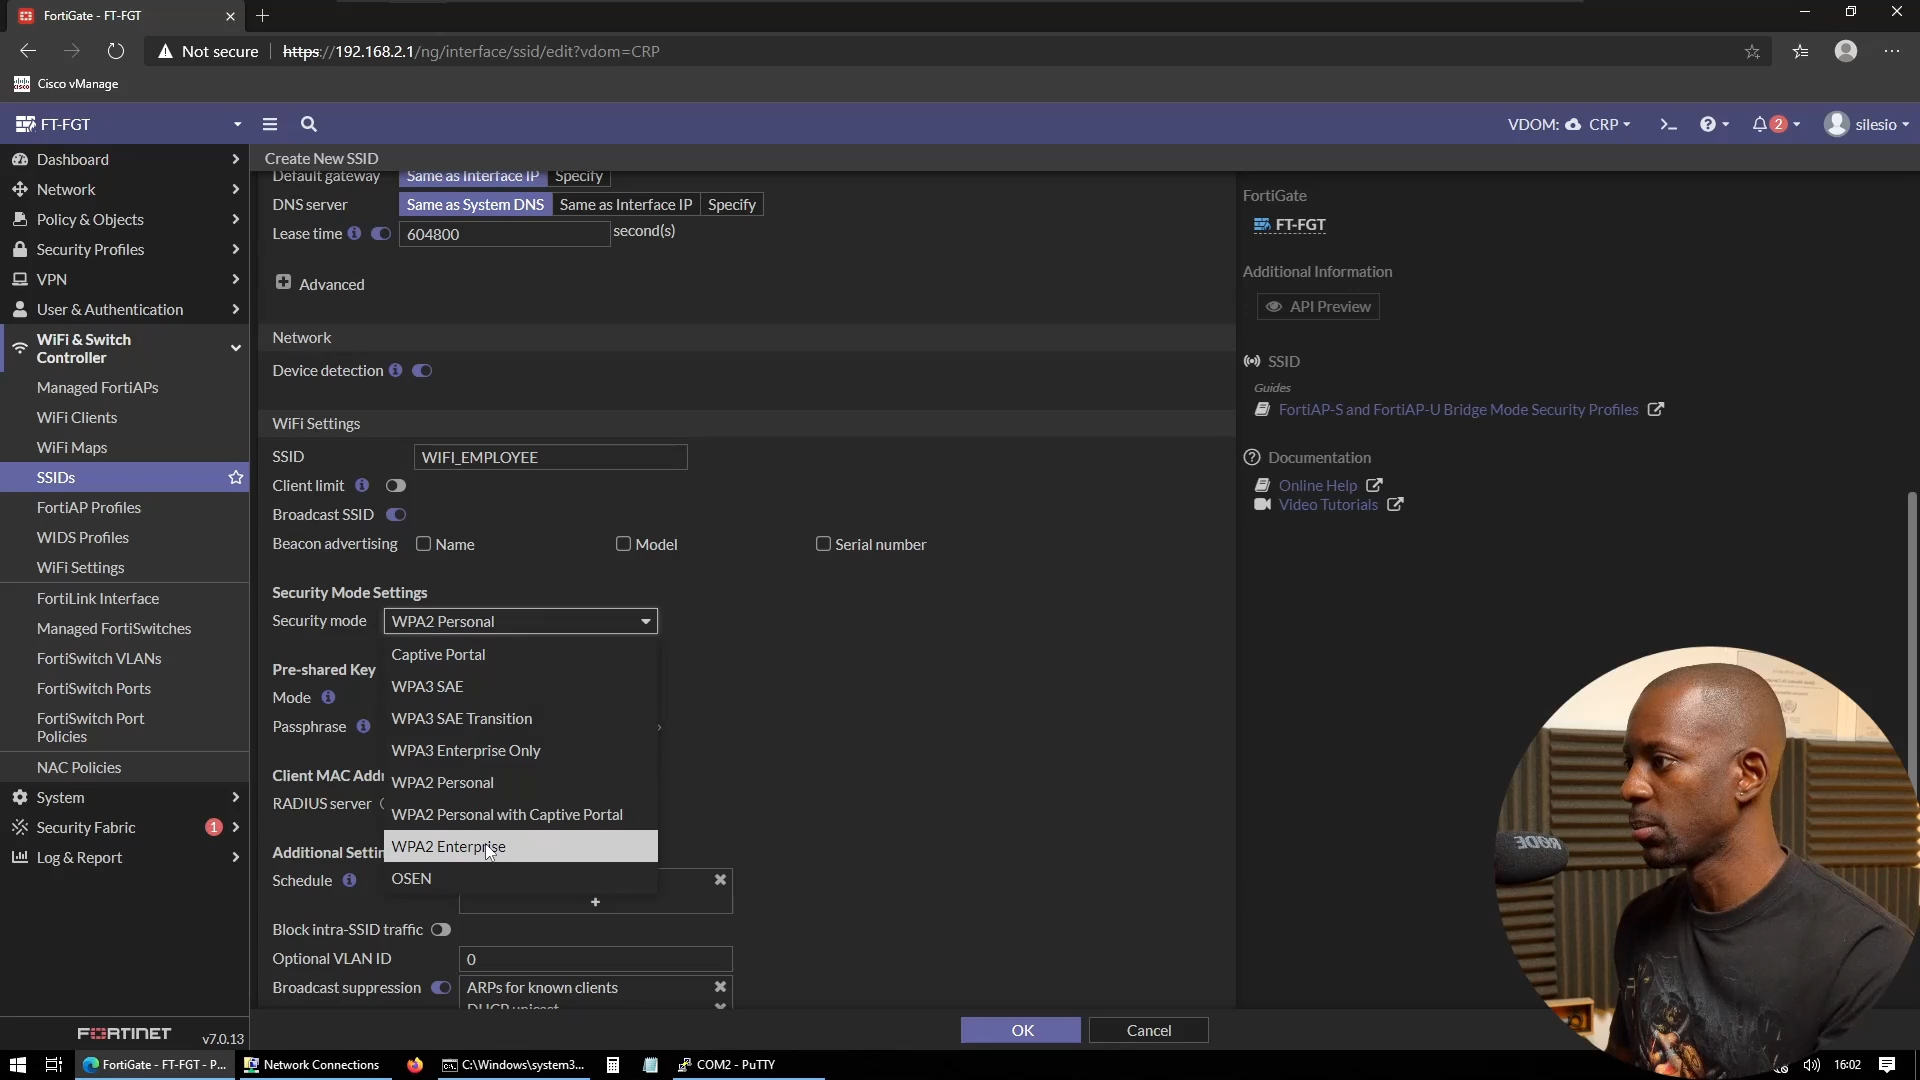 FortiGate - FT-FGT
Not secure
https://192.168.2.1/ng/interface/ssid/edit?vdom=CRP
Cisco vManage
FT-FGT
VDOM: CRP
2
silesio
Dashboard
Network
Policy & Objects
Security Profiles
VPN
User & Authentication
WiFi & Switch
Controller
Managed FortiAPs
WiFi Clients
WiFi Maps
SSIDs
FortiAP Profiles
WIDS Profiles
WiFi Settings
FortiLink Interface
Managed FortiSwitches
FortiSwitch VLANs
FortiSwitch Ports
FortiSwitch Port
Policies
NAC Policies
System
Security Fabric 1
Log & Report
FORTINET v7.0.13
Create New SSID
Default gateway Same as Interface IP Specify
DNS server Same as System DNS Same as Interface IP Specify
Lease time 604800 second(s)
Advanced
Network
Device detection
WiFi Settings
SSID WIFI_EMPLOYEE
Client limit
Broadcast SSID
Beacon advertising Name Model Serial number
Security Mode Settings
Security mode WPA2 Personal
Captive Portal
WPA3 SAE
WPA3 SAE Transition
WPA3 Enterprise Only
WPA2 Personal
WPA2 Personal with Captive Portal
WPA2 Enterprise
OSEN
Pre-shared Key
Mode
Passphrase
Client MAC Addr
RADIUS server
Additional Settin
Schedule
Block intra-SSID traffic
Optional VLAN ID 0
Broadcast suppression ARPs for known clients
DHCP unicast
OK Cancel
FortiGate
FT-FGT
Additional Information
API Preview
SSID
Guides
FortiAP-S and FortiAP-U Bridge Mode Security Profiles
Documentation
Online Help
Video Tutorials
RODE
FortiGate - FT-FGT - P...
Network Connections
C:\Windows\system3...
COM2 - PuTTY
16:02